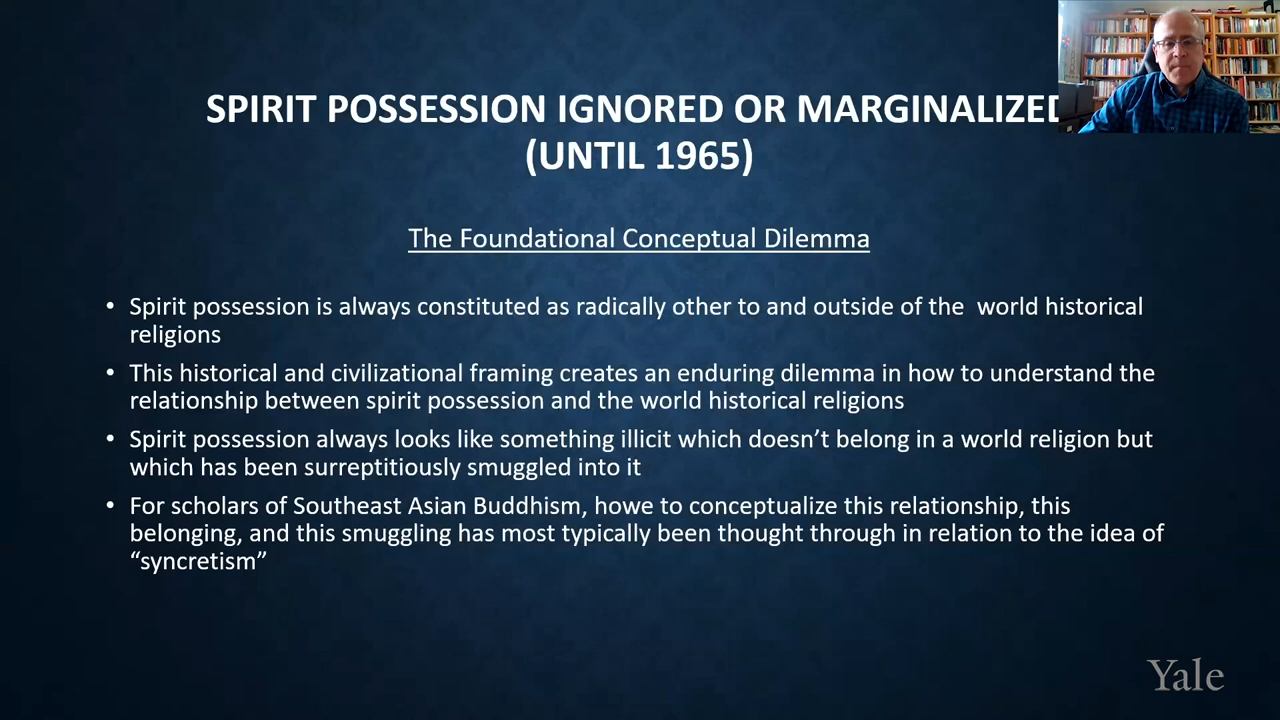 SPIRIT POSSESSION IGNORED OR MARGINALIZED
(UNTIL 1965)
The Foundational Conceptual Dilemma
• Spirit possession is always constituted as radically other to and outside of the  world historical
religions
• This historical and civilizational framing creates an enduring dilemma in how to understand the
relationship between spirit possession and the world historical religions
• Spirit possession always looks like something illicit which doesn’t belong in a world religion but
which has been surreptitiously smuggled into it
• For scholars of Southeast Asian Buddhism, howe to conceptualize this relationship, this
belonging, and this smuggling has most typically been thought through in relation to the idea of
“syncretism”
Yale